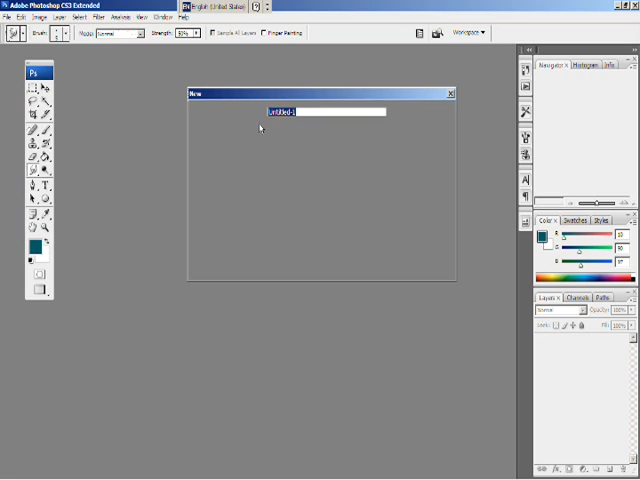 Adobe Photoshop CS3 Extended
EN English (United States)
File Edit Image Layer Select Filter Analysis View Window Help
Brush: Mode: Normal Strength: Sample All Layers Finger Painting Workspace
New
Untitled-1
Ps
Navigator Histogram Info
Color Swatches Styles
R
G
B
Layers Channels Paths
Normal Opacity: 100%
Lock: Fill: 100%